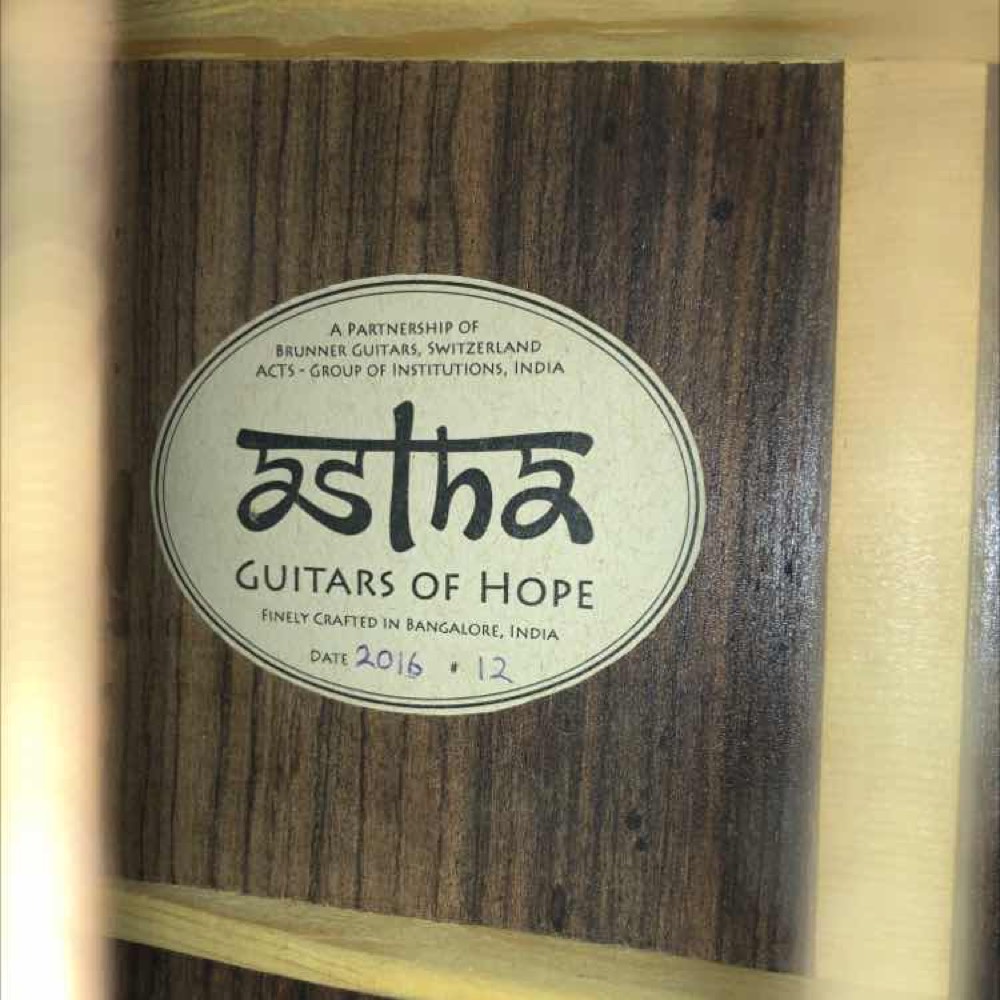 A PARTNERSHIP OF
BRUNNER GUITARS, SWITZERLAND
ACTS - GROUP OF INSTITUTIONS, INDIA
astha
GUITARS OF HOPE
FINELY CRAFTED IN BANGALORE, INDIA
DATE 2016 # 12